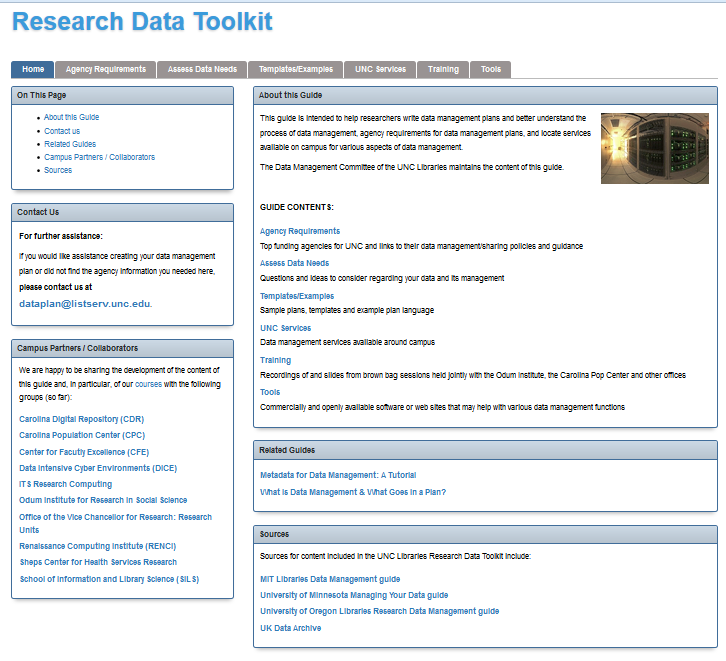 Research Data Toolkit
Home
Agency Requirements
Assess Data Needs
Templates/Examples
UNC Services
Training
Tools
On This Page
About this Guide
Contact us
Related Guides
Campus Partners / Collaborators
Sources
Contact Us
For further assistance:
If you would like assistance creating your data management
plan or did not find the agency information you needed here,
please contact us at
dataplan@listserv.unc.edu.
Campus Partners / Collaborators
We are happy to be sharing the development of the content of
this guide and, in particular, of our courses with the following
groups (so far):
Carolina Digital Repository (CDR)
Carolina Population Center (CPC)
Center for Facutly Excellence (CFE)
Data Intensive Cyber Environments (DICE)
ITS Research Computing
Odum Institute for Research in Social Science
Office of the Vice Chancellor for Research: Research
Units
Renaissance Computing Institute (RENCI)
Sheps Center for Health Services Research
School of Information and Library Science (SILS)
About this Guide
This guide is intended to help researchers write data management plans and better understand the
process of data management, agency requirements for data management plans, and locate services
available on campus for various aspects of data management.
The Data Management Committee of the UNC Libraries maintains the content of this guide.
GUIDE CONTENTS:
Agency Requirements
Top funding agencies for UNC and links to their data management/sharing policies and guidance
Assess Data Needs
Questions and ideas to consider regarding your data and its management
Templates/Examples
Sample plans, templates and example plan language
UNC Services
Data management services available around campus
Training
Recordings of and slides from brown bag sessions held jointly with the Odum Institute, the Carolina Pop Center and other offices
Tools
Commercially and openly available software or web sites that may help with various data management functions
Related Guides
Metadata for Data Management: A Tutorial
What is Data Management & What Goes in a Plan?
Sources
Sources for content included in the UNC Libraries Research Data Toolkit include:
MIT Libraries Data Management guide
University of Minnesota Managing Your Data guide
University of Oregon Libraries Research Data Management guide
UK Data Archive